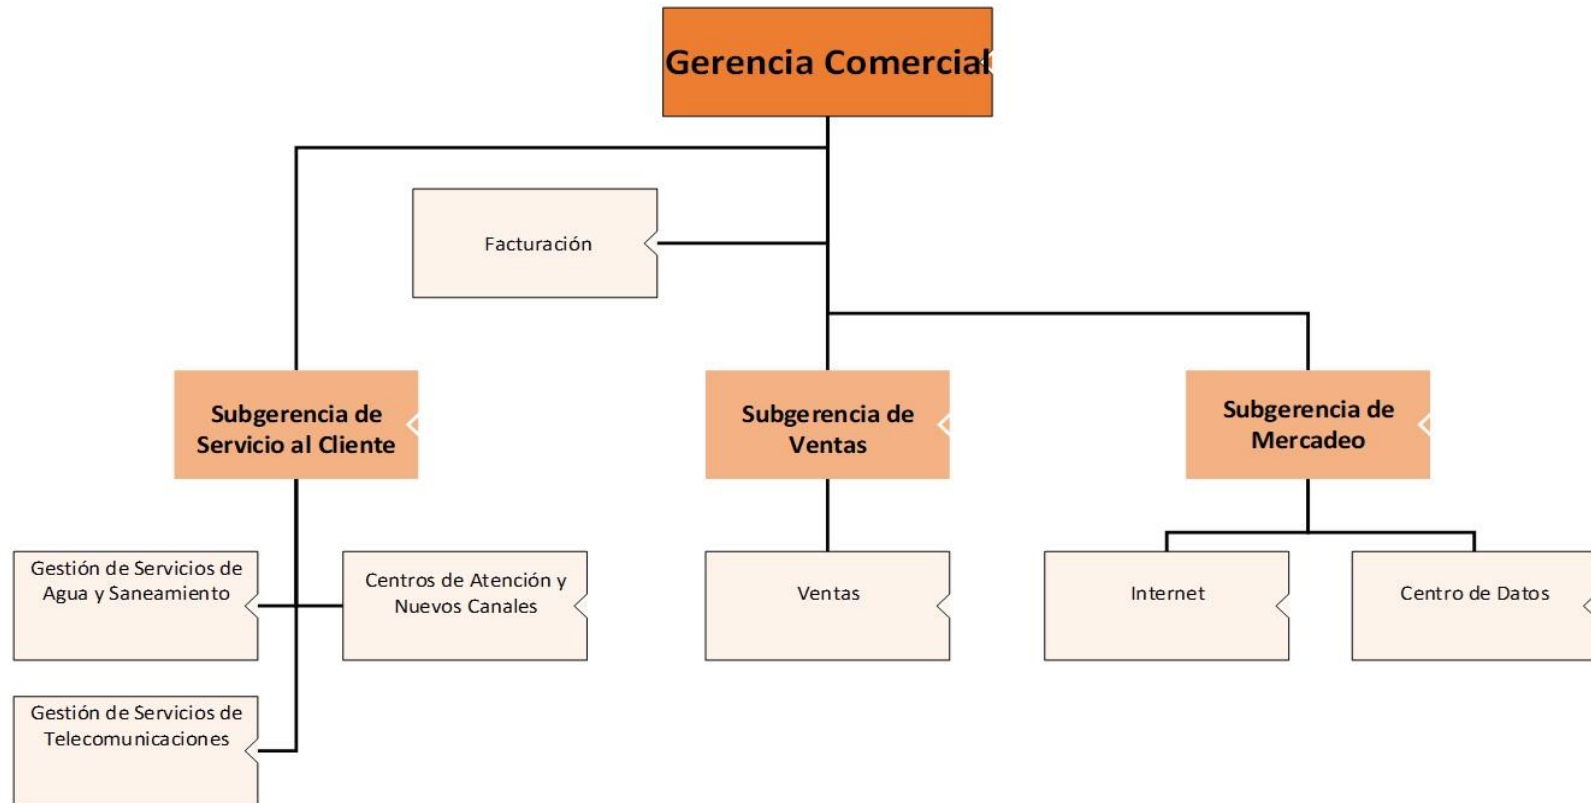 Gerencia Comercial
Facturación
Subgerencia de
Servicio al Cliente
Subgerencia de
Ventas
Subgerencia de
Mercadeo
Gestión de Servicios de
Agua y Saneamiento
Centros de Atención y
Nuevos Canales
Ventas
Internet
Centro de Datos
Gestión de Servicios de
Telecomunicaciones